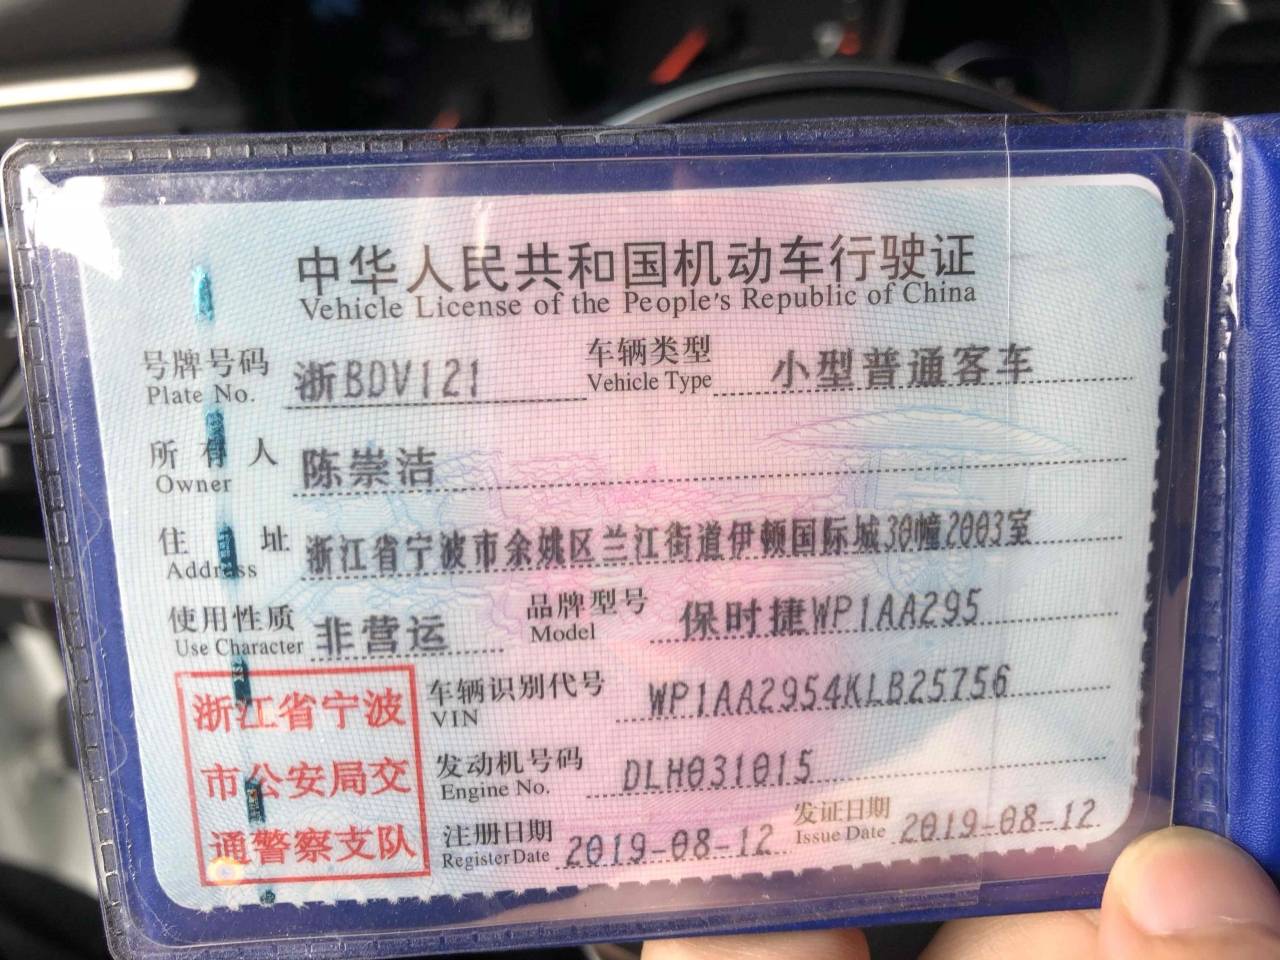 中华人民共和国机动车行驶证
Vehicle License of the People's Republic of China
号牌号码 浙BDV121 车辆类型 小型普通客车
Plate No. Vehicle Type
所有人 陈崇洁
Owner
住址 浙江省宁波市余姚区兰江街道伊顿国际城30幢2003室
Address
使用性质 非营运 品牌型号 保时捷WP1AA295
Use Character Model
浙江省宁波
市公安局交
通警察支队
车辆识别代号 WP1AA2954KLB25756
VIN
发动机号码 DLH031015
Engine No.
注册日期 2019-08-12 发证日期 2019-08-12
Register Date Issue Date